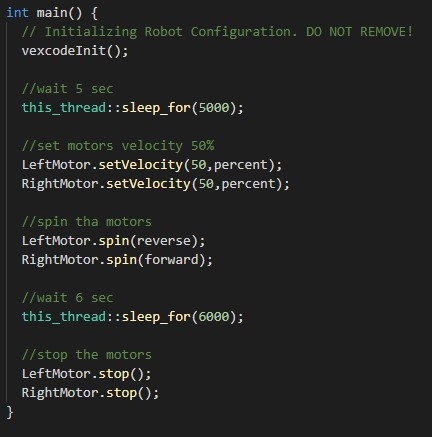 int main() {
  // Initializing Robot Configuration. DO NOT REMOVE!
  vexcodeInit();

  //wait 5 sec
  this_thread::sleep_for(5000);

  //set motors velocity 50%
  LeftMotor.setVelocity(50,percent);
  RightMotor.setVelocity(50,percent);

  //spin tha motors
  LeftMotor.spin(reverse);
  RightMotor.spin(forward);

  //wait 6 sec
  this_thread::sleep_for(6000);

  //stop the motors
  LeftMotor.stop();
  RightMotor.stop();
}